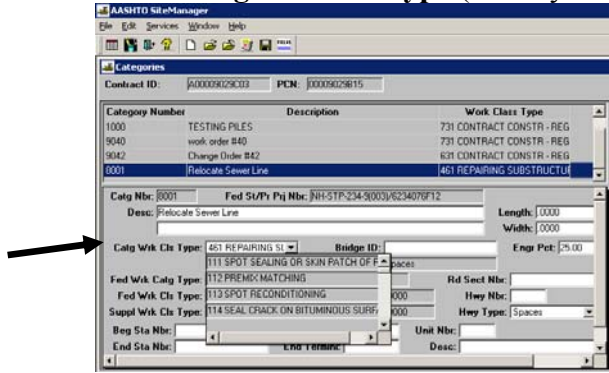 AASHTO SiteManager
File Edit Services Window Help
Categories
Contract ID: A00009029C03 PCN: 00009029B15
Category Number Description Work Class Type
1000 TESTING PILES 731 CONTRACT CONSTR - REG
9040 work order #40 731 CONTRACT CONSTR - REG
9042 Change Order #42 631 CONTRACT CONSTR - REG
0001 Relocate Sewer Line 461 REPAIRING SUBSTRUCTU
Catg Nbr: 0001 Fed St/Pr Prj Nbr: NH-STP-234-9(003)/6234076F12
Desc: Relocate Sewer Line Length: .0000
Width: .0000
Catg Wrk Cls Type: 461 REPAIRING SU Bridge ID: Engr Pct: 25.00
111 SPOT SEALING OR SKIN PATCH OF P paces
Fed Wrk Catg Type: 112 PREMIX MATCHING Rd Sect Nbr:
Fed Wrk Cls Type: 113 SPOT RECONDITIONING 0000 Hwy Nbr:
Suppl Wrk Cls Type: 114 SEAL CRACK ON BITUMINOUS SURFA 0000 Hwy Type: Spaces
Beg Sta Nbr: Unit Nbr:
End Sta Nbr: End Termini: Desc: